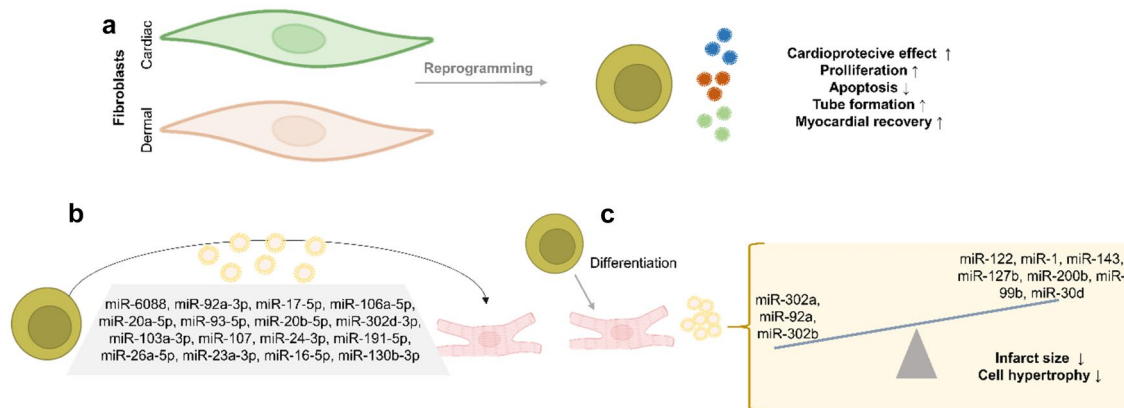 a
Fibroblasts
Cardiac
Dermal
Reprogramming
Cardioprotecive effect ↑
Prolliferation ↑
Apoptosis ↓
Tube formation ↑
Myocardial recovery ↑
b
miR-6088, miR-92a-3p, miR-17-5p, miR-106a-5p,
miR-20a-5p, miR-93-5p, miR-20b-5p, miR-302d-3p,
miR-103a-3p, miR-107, miR-24-3p, miR-191-5p,
miR-26a-5p, miR-23a-3p, miR-16-5p, miR-130b-3p
c
Differentiation
miR-302a,
miR-92a,
miR-302b
miR-122, miR-1, miR-143,
miR-127b, miR-200b, miR-
99b, miR-30d
Infarct size ↓
Cell hypertrophy ↓